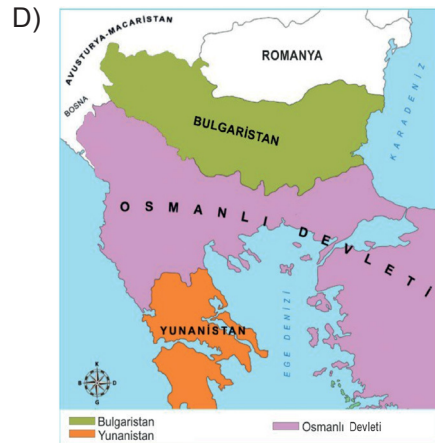 D)
AVUSTURYA-MACARİSTAN
ROMANYA
BOSNA
BULGARİSTAN
KARADENİZ
OSMANLI DEVLETİ
YUNANİSTAN
EGE DENİZİ
K
B
D
G
Bulgaristan
Osmanlı Devleti
Yunanistan